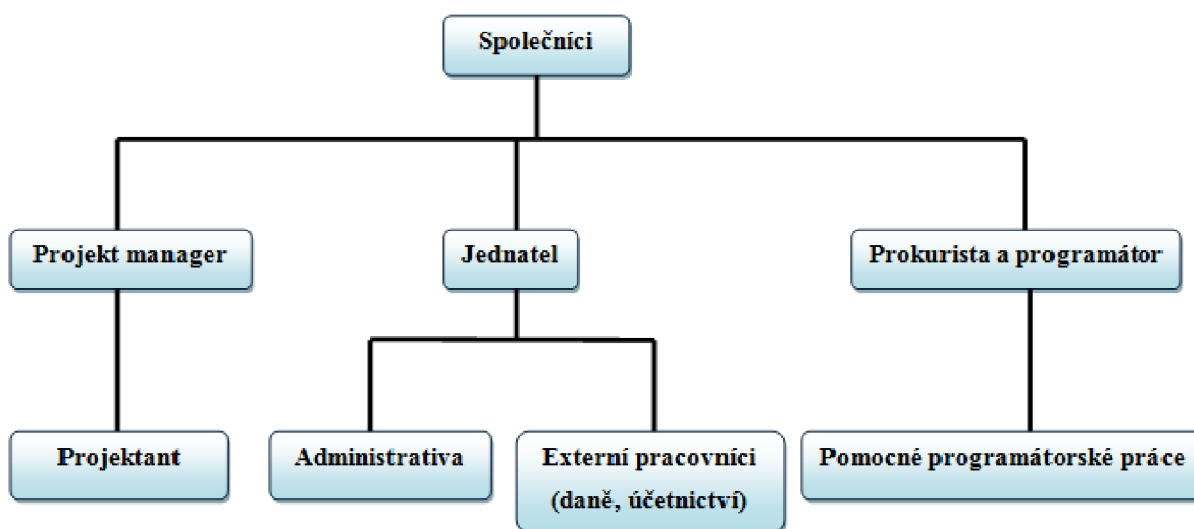 Společníci
Projekt manager
Jednatel
Prokurista a programátor
Projektant
Administrativa
Externí pracovníci
(daně, účetnictví)
Pomocné programátorské práce